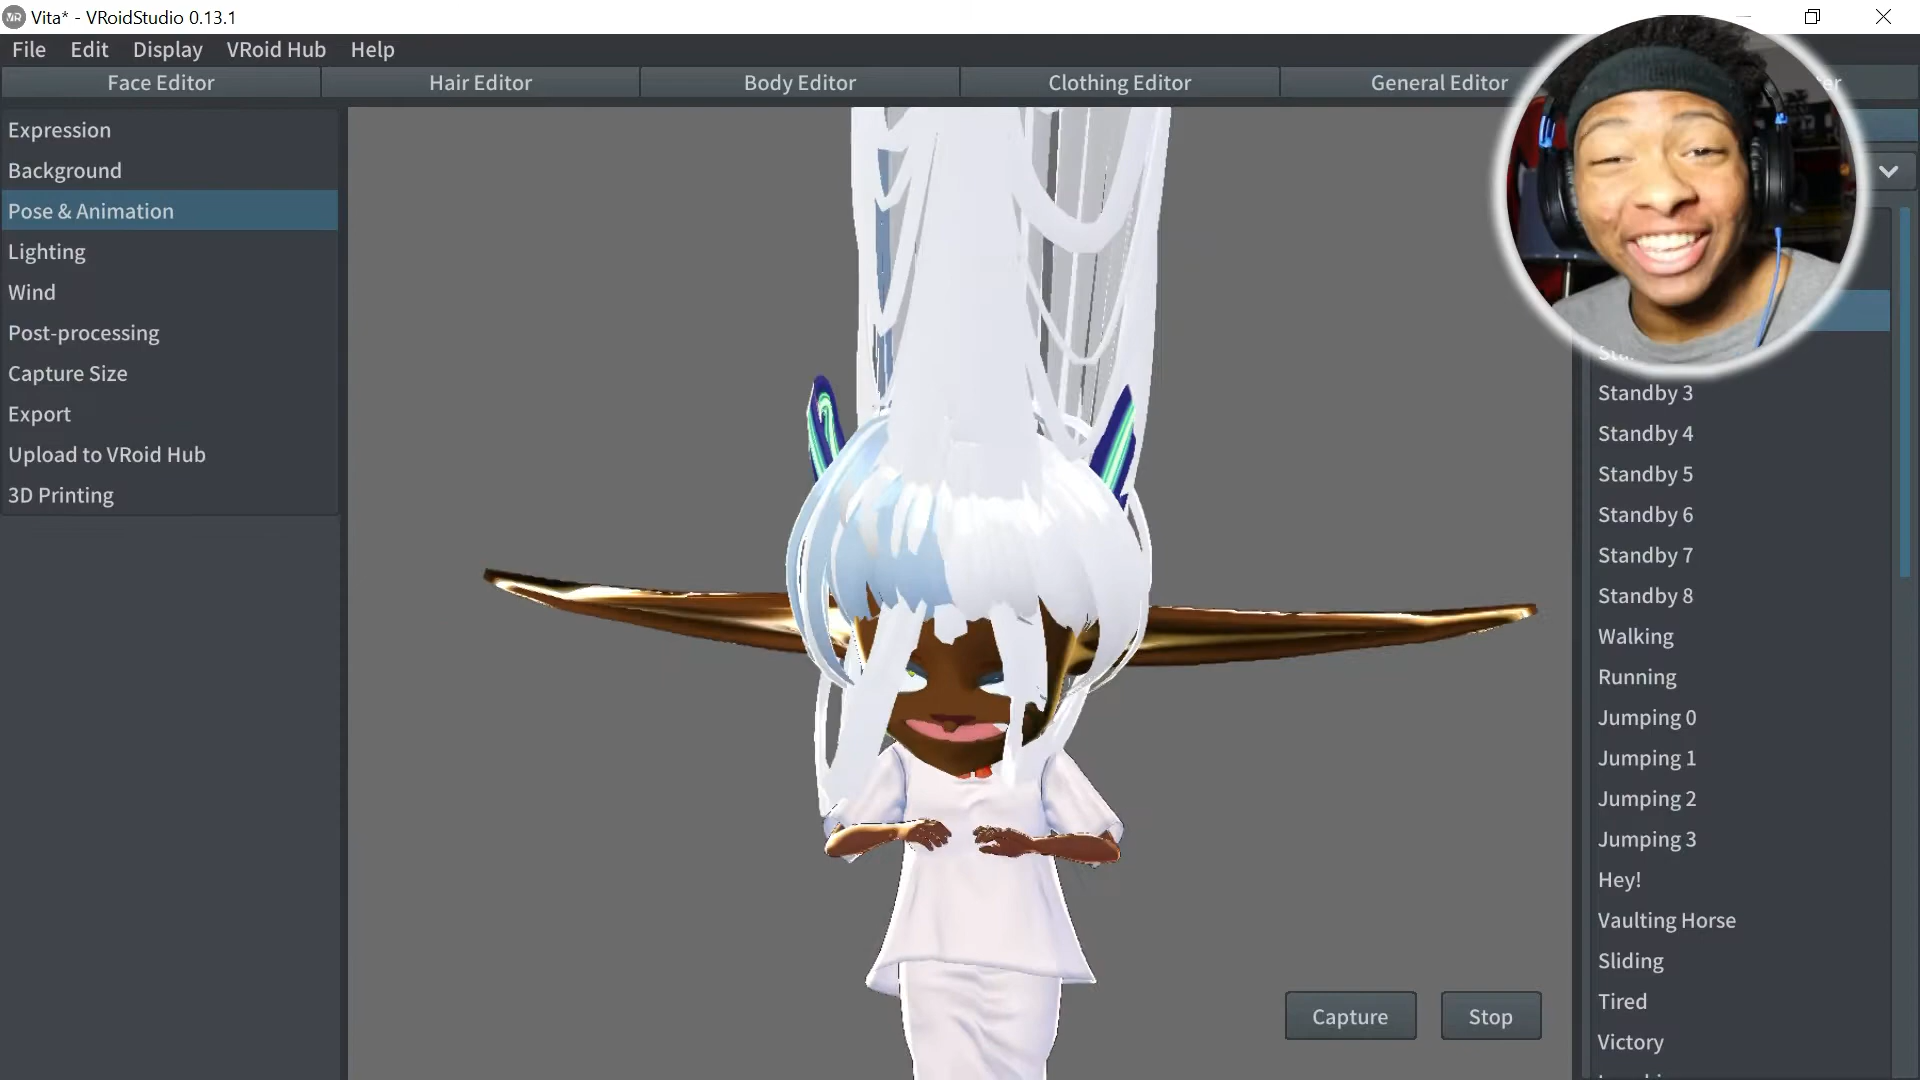 Vita* - VRoidStudio 0.13.1
File Edit Display VRoid Hub Help
Face Editor Hair Editor Body Editor Clothing Editor General Editor
Expression
Background
Pose & Animation
Lighting
Wind
Post-processing
Capture Size
Export
Upload to VRoid Hub
3D Printing
Standby 3
Standby 4
Standby 5
Standby 6
Standby 7
Standby 8
Walking
Running
Jumping 0
Jumping 1
Jumping 2
Jumping 3
Hey!
Vaulting Horse
Sliding
Tired
Victory
Capture Stop